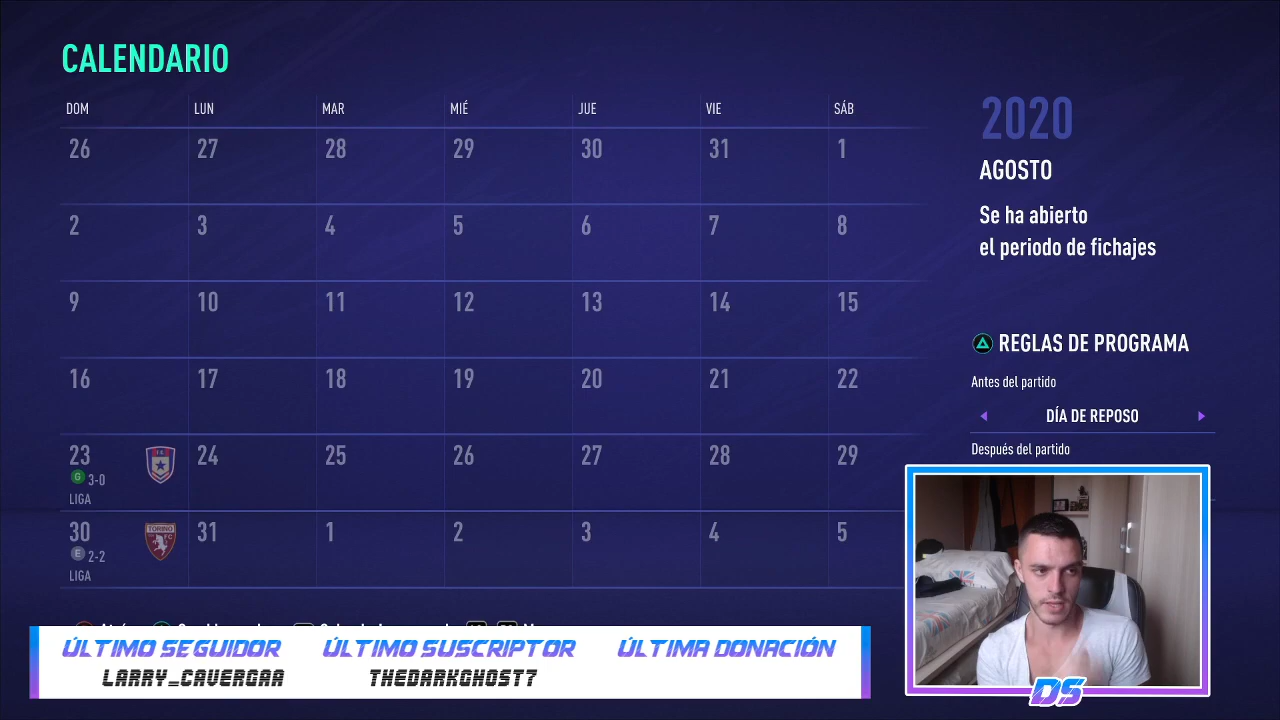 CALENDARIO
DOM LUN MAR MIÉ JUE VIE SÁB
26 27 28 29 30 31 1
2 3 4 5 6 7 8
9 10 11 12 13 14 15
16 17 18 19 20 21 22
23 24 25 26 27 28 29
G 3-0
LIGA
30 31 1 2 3 4 5
TORINO
FC
E 2-2
LIGA
2020
AGOSTO
Se ha abierto
el periodo de fichajes
REGLAS DE PROGRAMA
Antes del partido
DÍA DE REPOSO
Después del partido
ÚLTIMO SEGUIDOR ÚLTIMO SUSCRIPTOR ÚLTIMA DONACIÓN
LARRY_CAVERGAA THEDARKGHOST7
DS